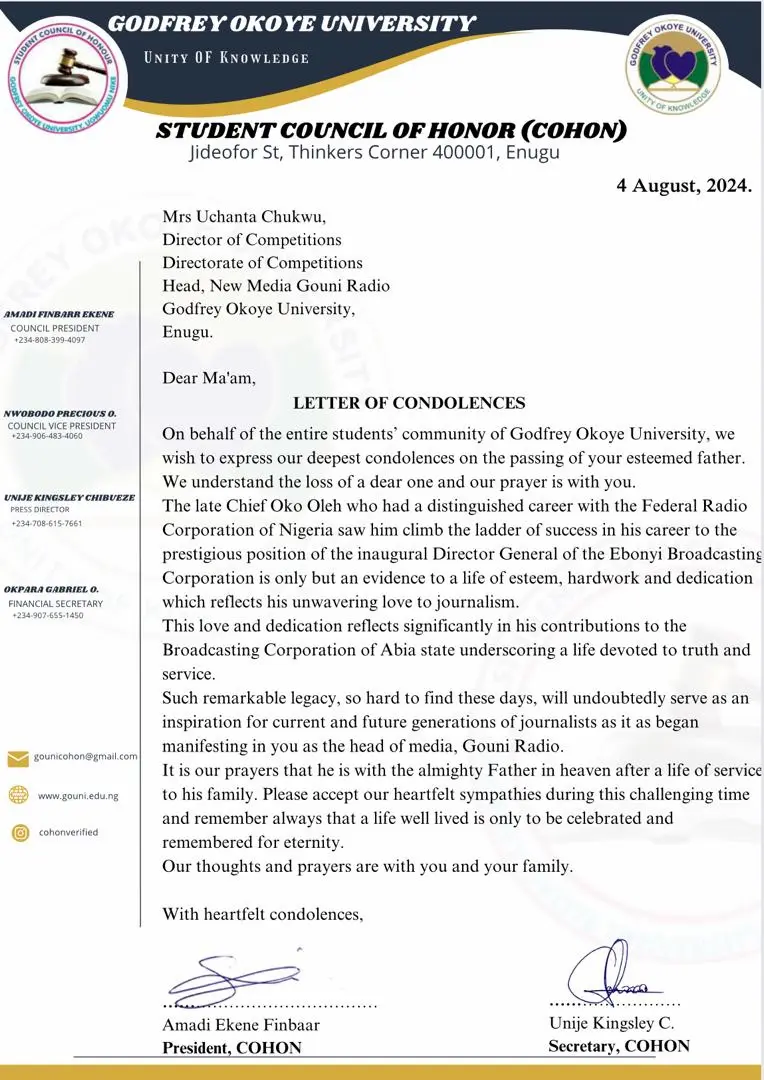 GODFREY OKOYE UNIVERSITY
UNITY OF KNOWLEDGE
STUDENT COUNCIL OF HONOUR
GODFREY OKOYE UNIVERSITY, UGWUOMU NIKE
GODFREY OKOYE UNIVERSITY
UNITY OF KNOWLEDGE
STUDENT COUNCIL OF HONOR (COHON)
Jideofor St, Thinkers Corner 400001, Enugu
4 August, 2024.
Mrs Uchanta Chukwu,
Director of Competitions
Directorate of Competitions
Head, New Media Gouni Radio
Godfrey Okoye University,
Enugu.
AMADI FINBARR EKENE
COUNCIL PRESIDENT
+234-808-399-4097
NWOBODO PRECIOUS O.
COUNCIL VICE PRESIDENT
+234-906-483-4060
UNIJE KINGSLEY CHIBUEZE
PRESS DIRECTOR
+234-708-615-7661
OKPARA GABRIEL O.
FINANCIAL SECRETARY
+234-907-655-1450
gounicohon@gmail.com
www.gouni.edu.ng
cohonverified
Dear Ma'am,
LETTER OF CONDOLENCES
On behalf of the entire students’ community of Godfrey Okoye University, we
wish to express our deepest condolences on the passing of your esteemed father.
We understand the loss of a dear one and our prayer is with you.
The late Chief Oko Oleh who had a distinguished career with the Federal Radio
Corporation of Nigeria saw him climb the ladder of success in his career to the
prestigious position of the inaugural Director General of the Ebonyi Broadcasting
Corporation is only but an evidence to a life of esteem, hardwork and dedication
which reflects his unwavering love to journalism.
This love and dedication reflects significantly in his contributions to the
Broadcasting Corporation of Abia state underscoring a life devoted to truth and
service.
Such remarkable legacy, so hard to find these days, will undoubtedly serve as an
inspiration for current and future generations of journalists as it as began
manifesting in you as the head of media, Gouni Radio.
It is our prayers that he is with the almighty Father in heaven after a life of service
to his family. Please accept our heartfelt sympathies during this challenging time
and remember always that a life well lived is only to be celebrated and
remembered for eternity.
Our thoughts and prayers are with you and your family.
With heartfelt condolences,
Amadi Ekene Finbaar
President, COHON
Unije Kingsley C.
Secretary, COHON